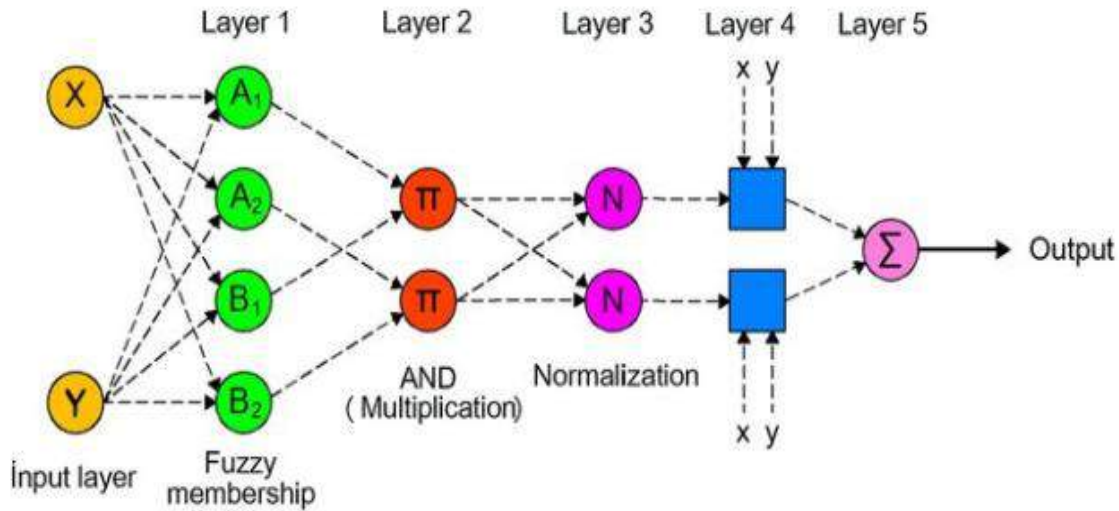 Layer 1 Layer 2 Layer 3 Layer 4 Layer 5
x y
X A1
A2 π N
Σ Output
B1 π N
Y B2
AND
( Multiplication)
Normalization
x y
İnput layer
Fuzzy
membership